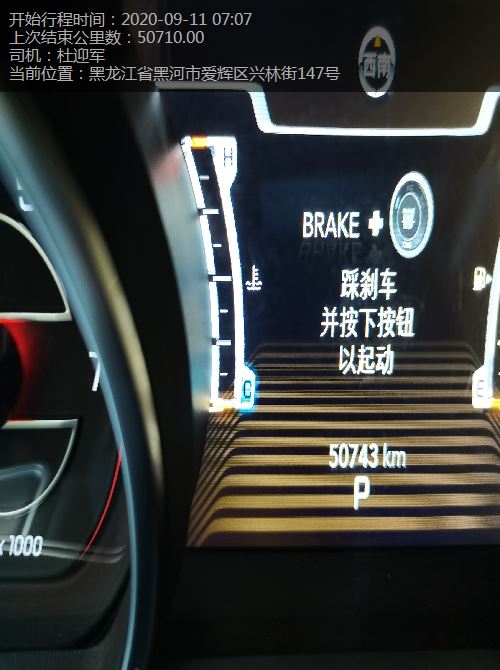 开始行程时间：2020-09-11 07:07
上次结束公里数：50710.00
司机：杜迎军
当前位置：黑龙江省黑河市爱辉区兴林街147号
西南
H
BRAKE +
踩刹车
并按下按钮
以起动
7
C
E
50743 km
P
x 1000